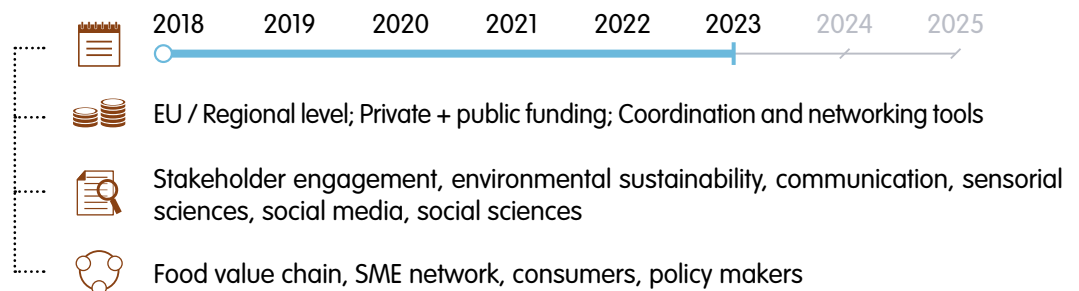 2018 2019 2020 2021 2022 2023 2024 2025
EU / Regional level; Private + public funding; Coordination and networking tools
Stakeholder engagement, environmental sustainability, communication, sensorial
sciences, social media, social sciences
Food value chain, SME network, consumers, policy makers